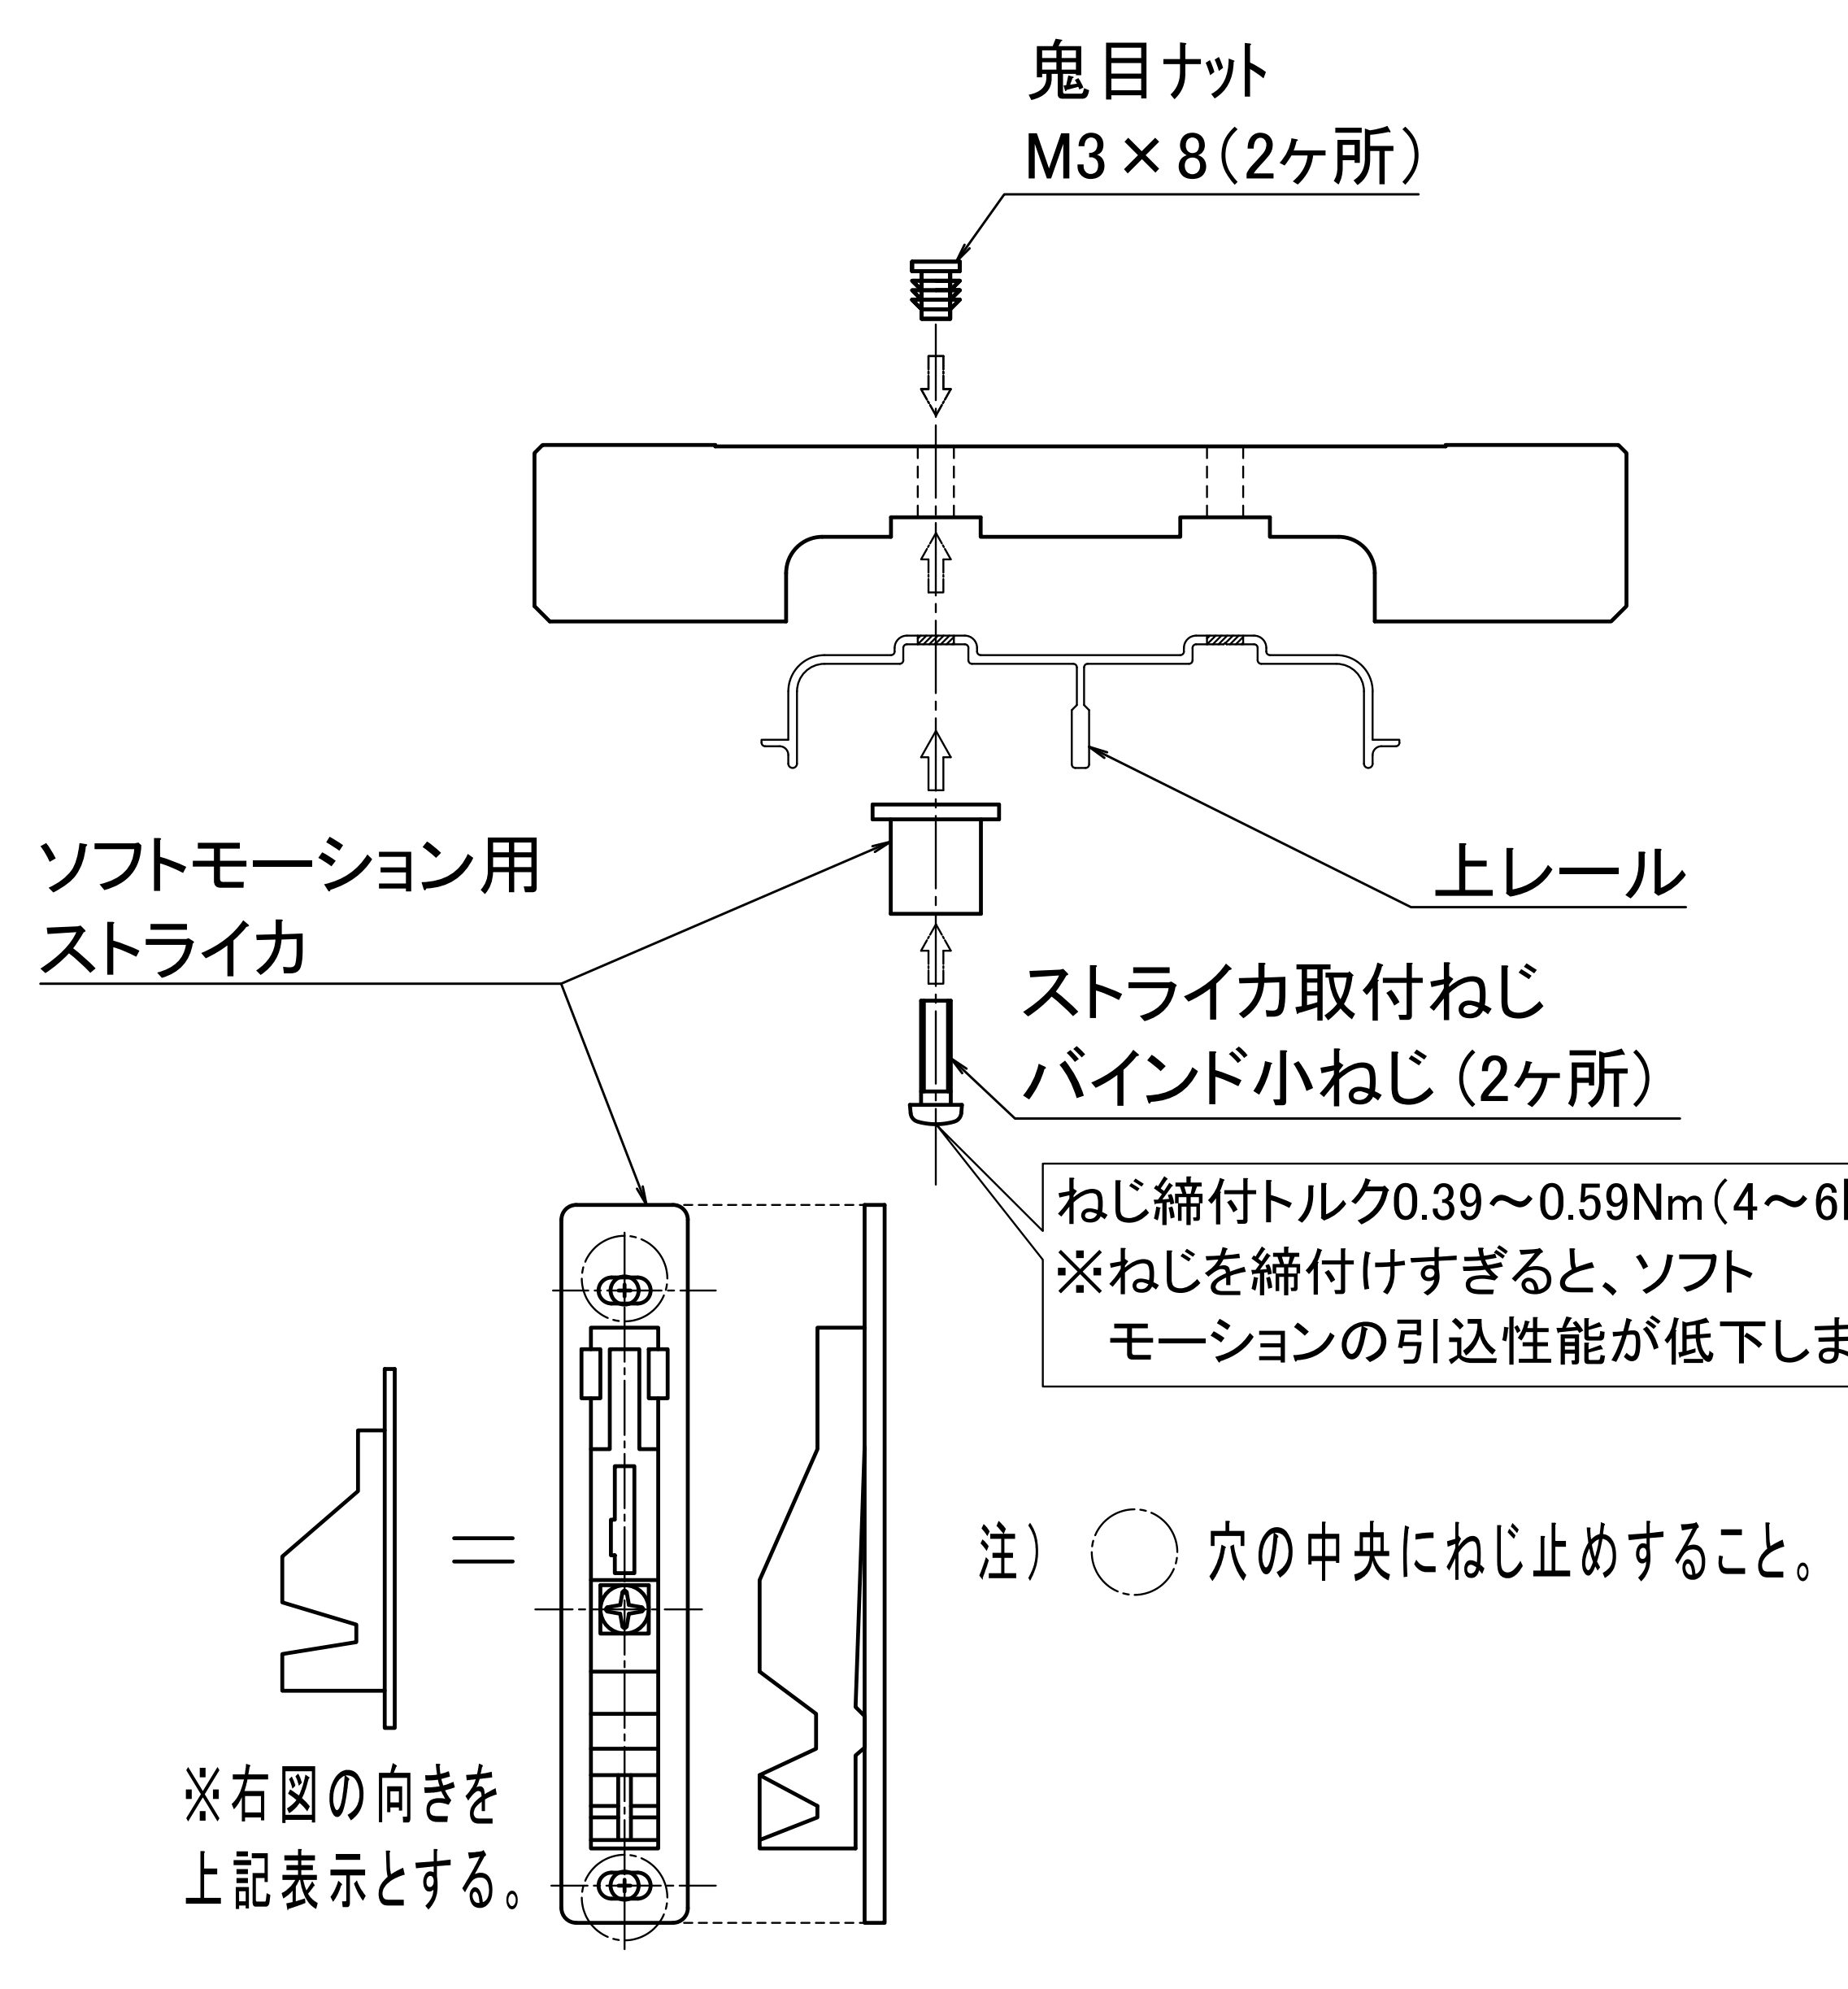 鬼目ナット
M3×8(2ヶ所)
ソフトモーション用
ストライカ
上レール
ストライカ取付ねじ
バインド小ねじ(2ヶ所)
ねじ締付トルク0.39～0.59Nm(4～6
※ねじを締付けすぎると、ソフト
モーションの引込性能が低下しま
注) 穴の中央にねじ止めすること。
※右図の向きを
上記表示とする。